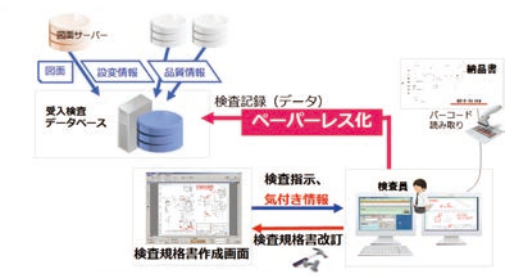 図面サーバー
図面
設変情報
品質情報
納品書
受入検査
データベース
検査記録（データ）
ペーパーレス化
バーコード
読み取り
検査指示、
気付き情報
検査員
検査規格書改訂
検査規格書作成画面